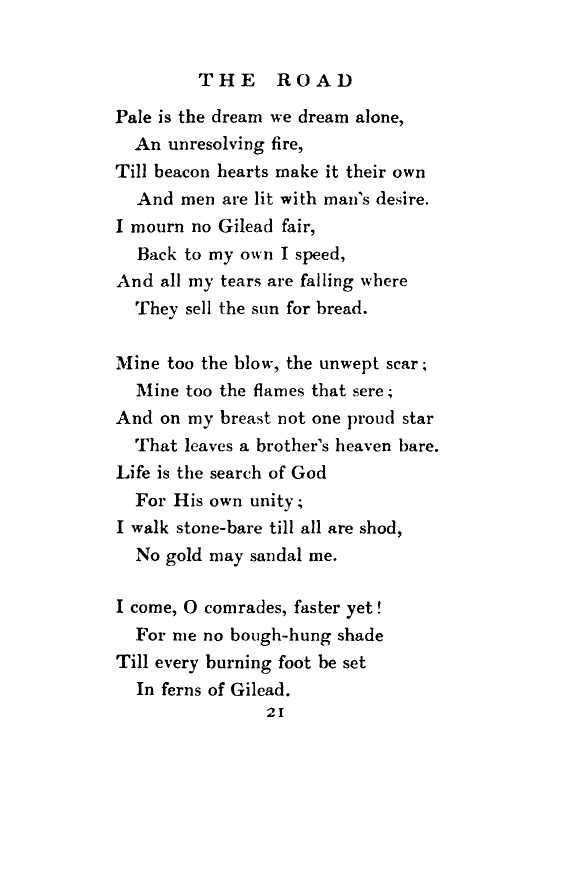 THE ROAD
Pale is the dream we dream alone,
An unresolving fire,
Till beacon hearts make it their own
And men are lit with man's desire.
I mourn no Gilead fair,
Back to my own I speed,
And all my tears are falling where
They sell the sun for bread.

Mine too the blow, the unwept scar;
Mine too the flames that sere;
And on my breast not one proud star
That leaves a brother's heaven bare.
Life is the search of God
For His own unity;
I walk stone-bare till all are shod,
No gold may sandal me.

I come, O comrades, faster yet!
For me no bough-hung shade
Till every burning foot be set
In ferns of Gilead.
21